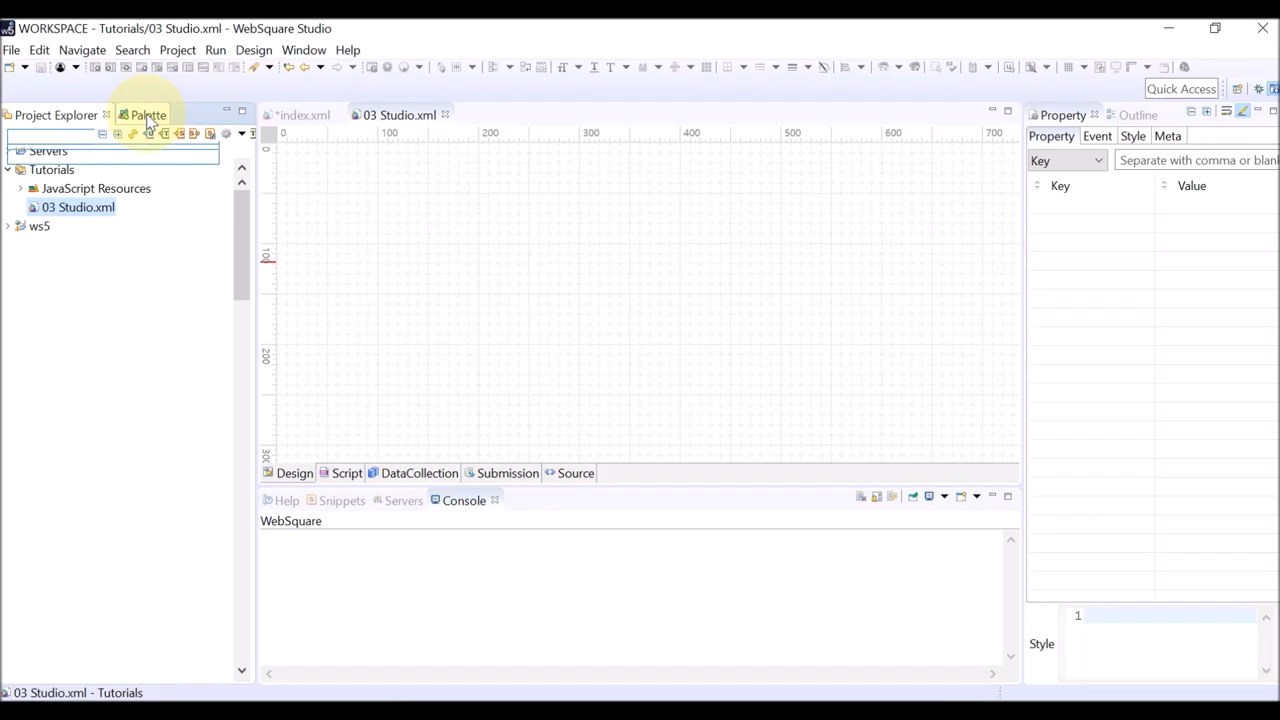 WORKSPACE - Tutorials/03 Studio.xml - WebSquare Studio
File Edit Navigate Search Project Run Design Window Help
Quick Access
Project Explorer Palette
*index.xml 03 Studio.xml
Property Outline
Property Event Style Meta
Key Separate with comma or blan
Key Value
Servers
Tutorials
JavaScript Resources
03 Studio.xml
ws5
0 100 200 300 400 500 600 700
0
100
200
300
Design Script DataCollection Submission Source
Help Snippets Servers Console
WebSquare
Style
1
03 Studio.xml - Tutorials